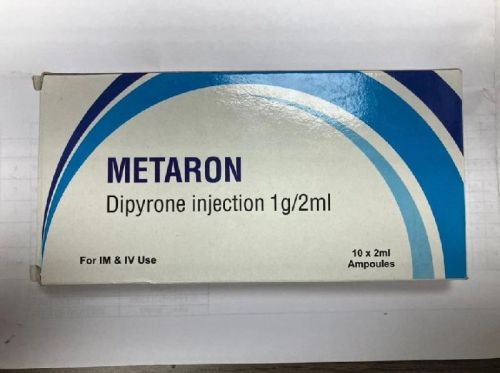 METARON
Dipyrone injection 1g/2ml
For IM & IV Use
10 x 2ml
Ampoules